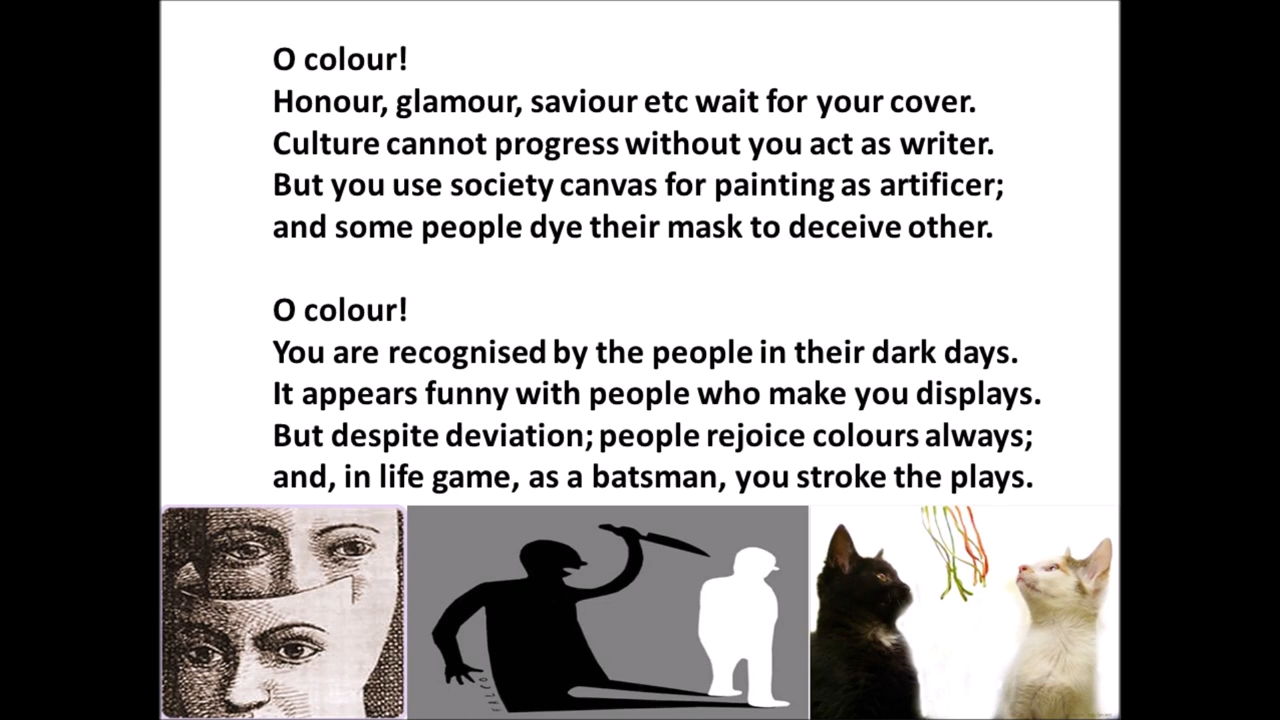 O colour!
Honour, glamour, saviour etc wait for your cover.
Culture cannot progress without you act as writer.
But you use society canvas for painting as artificer;
and some people dye their mask to deceive other.
O colour!
You are recognised by the people in their dark days.
It appears funny with people who make you displays.
But despite deviation; people rejoice colours always;
and, in life game, as a batsman, you stroke the plays.
FALCO